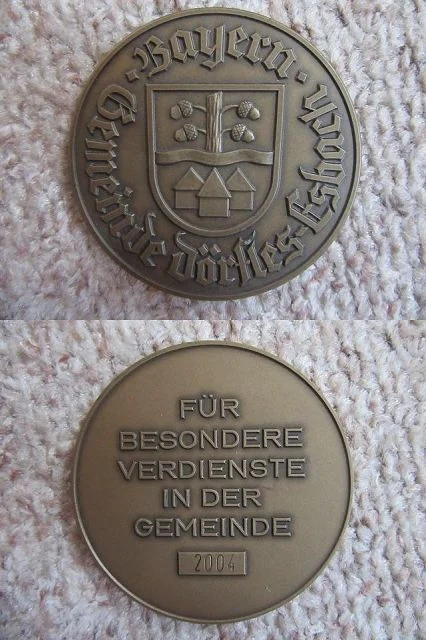 · Bayern ·
Gemeinde Dörfles-Esbach
FÜR
BESONDERE
VERDIENSTE
IN DER
GEMEINDE
2004